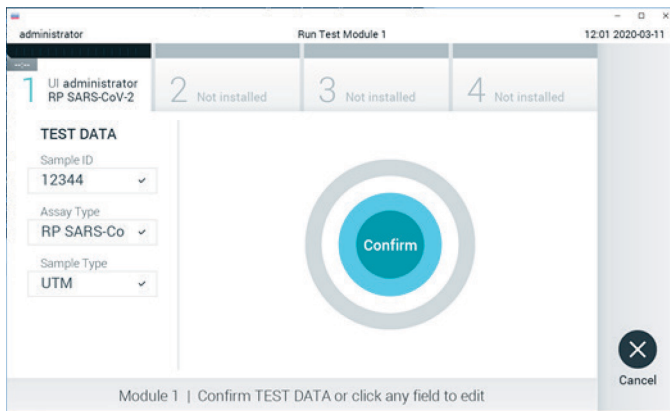 administrator Run Test Module 1 12:01 2020-03-11
1 UI administrator
RP SARS-CoV-2
2 Not installed
3 Not installed
4 Not installed
TEST DATA
Sample ID
12344
Assay Type
RP SARS-Co
Sample Type
UTM
Confirm
Cancel
Module 1 | Confirm TEST DATA or click any field to edit